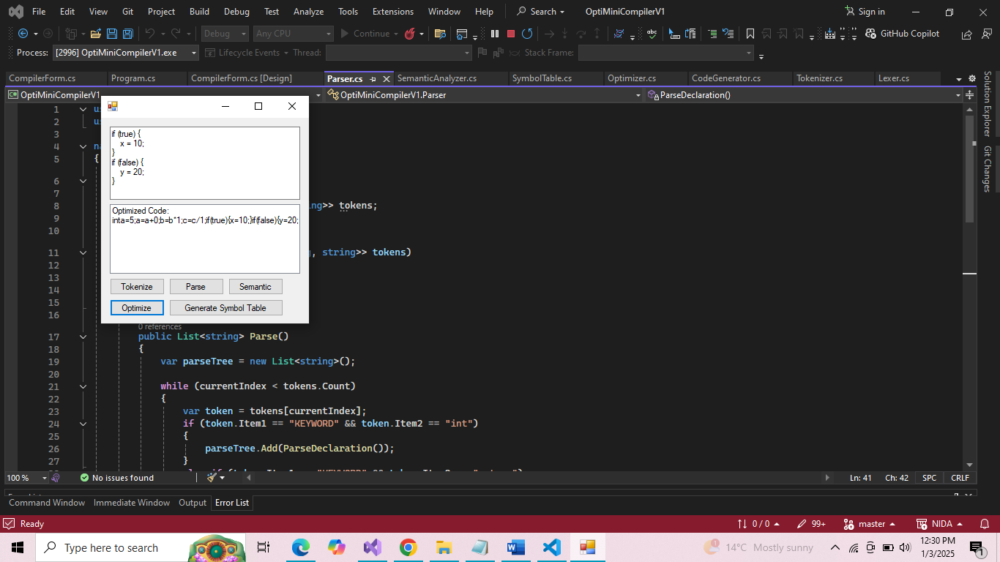 File Edit View Git Project Build Debug Test Analyze Tools Extensions Window Help Search OptiMiniCompilerV1 Sign in
Debug Any CPU Continue GitHub Copilot
Process: [2996] OptiMiniCompilerV1.exe Lifecycle Events Thread: Stack Frame:
CompilerForm.cs Program.cs CompilerForm.cs [Design] Parser.cs SemanticAnalyzer.cs SymbolTable.cs Optimizer.cs CodeGenerator.cs Tokenizer.cs Lexer.cs
OptiMiniCompilerV1 OptiMiniCompilerV1.Parser ParseDeclaration()
Solution Explorer
Git Changes
if (true) {
x = 10;
}
if (false) {
y = 20;
}
Optimized Code:
inta=5;a=a+0;b=b*1;c=c/1;if(true){x=10;}if(false){y=20;
Tokenize Parse Semantic
Optimize Generate Symbol Table
1
2
3
4
5 {
6
7
8 >> tokens;
9
10
11 , string>> tokens)
12
13
14
15
16
0 references
17 public List<string> Parse()
18 {
19 var parseTree = new List<string>();
20
21 while (currentIndex < tokens.Count)
22 {
23 var token = tokens[currentIndex];
24 if (token.Item1 == "KEYWORD" && token.Item2 == "int")
25 {
26 parseTree.Add(ParseDeclaration());
27 }
100 % No issues found Ln: 41 Ch: 42 SPC CRLF
Command Window Immediate Window Output Error List
Ready 0 / 0 99+ master NIDA
Type here to search 14°C Mostly sunny 12:30 PM
1/3/2025
1